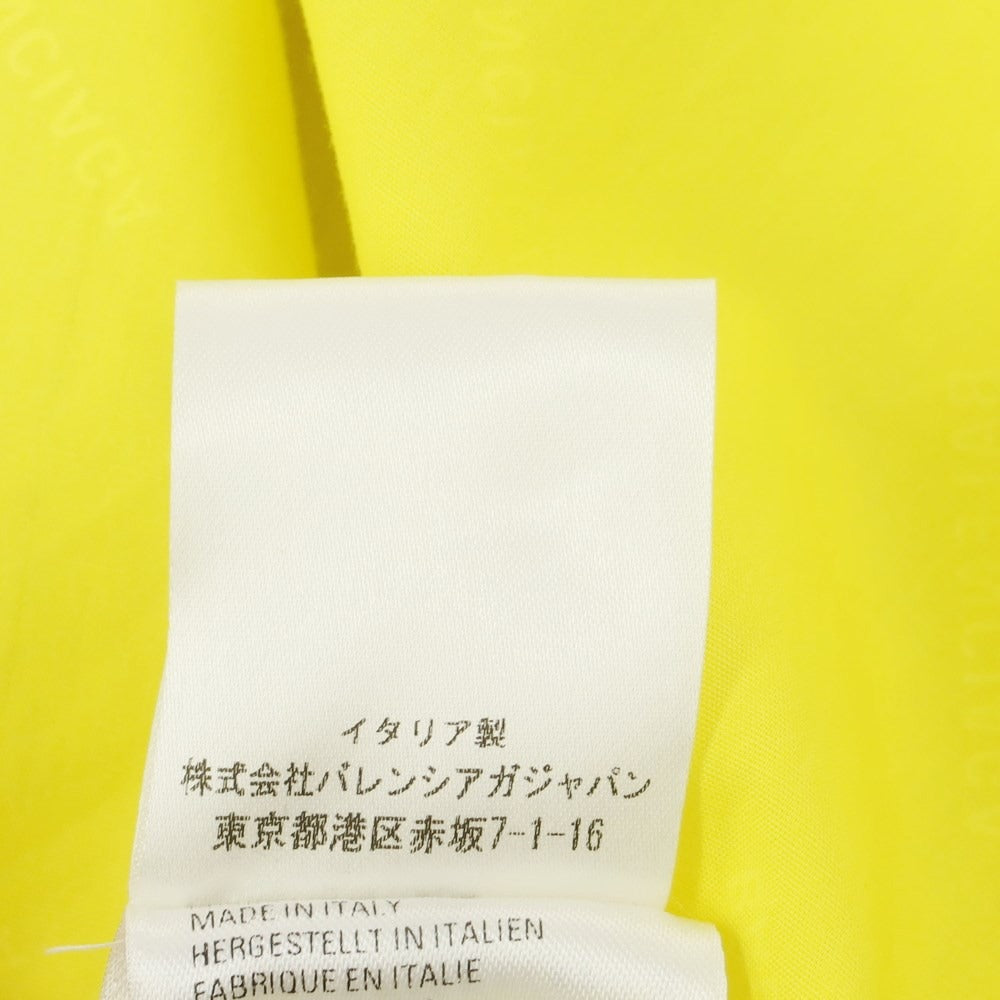 イタリア製
株式会社バレンシアガジャパン
東京都港区赤坂7-1-16
MADE IN ITALY
HERGESTELLT IN ITALIEN
FABRIQUE EN ITALIE